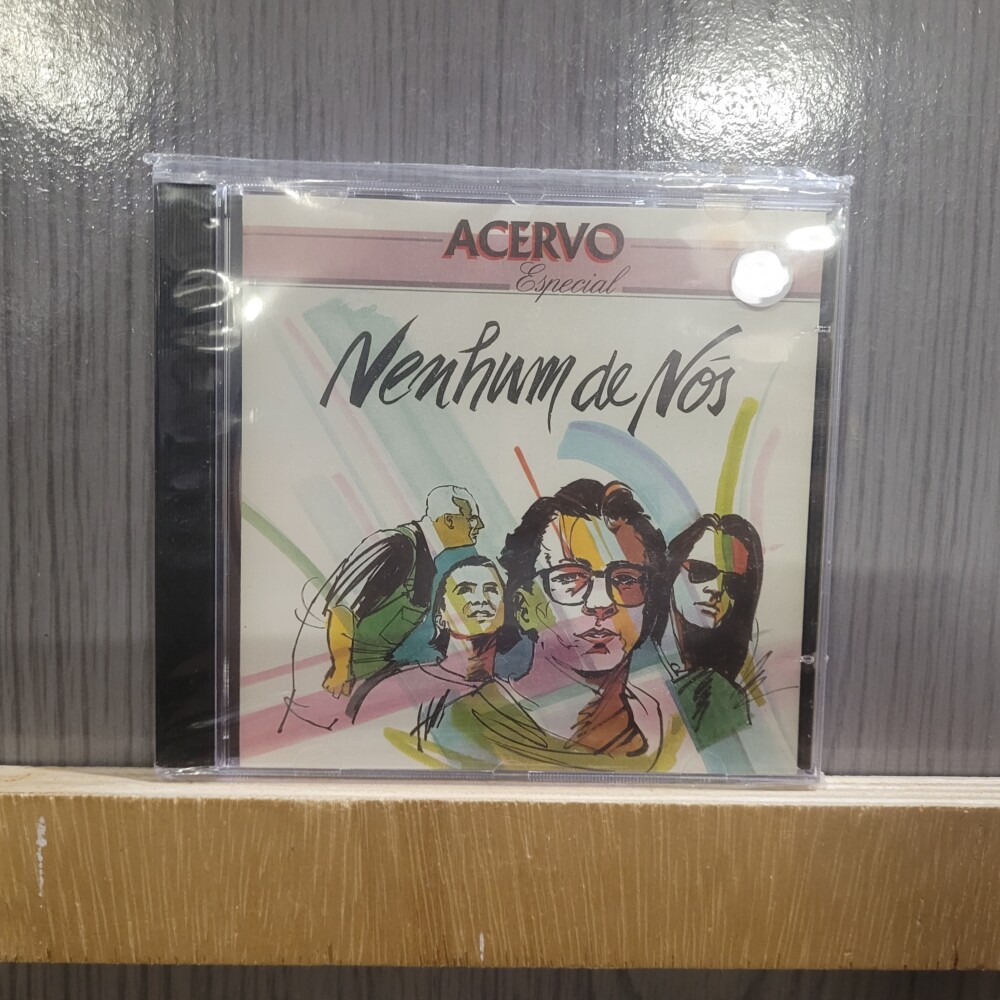 ACERVO
Especial
Nenhum de Nós